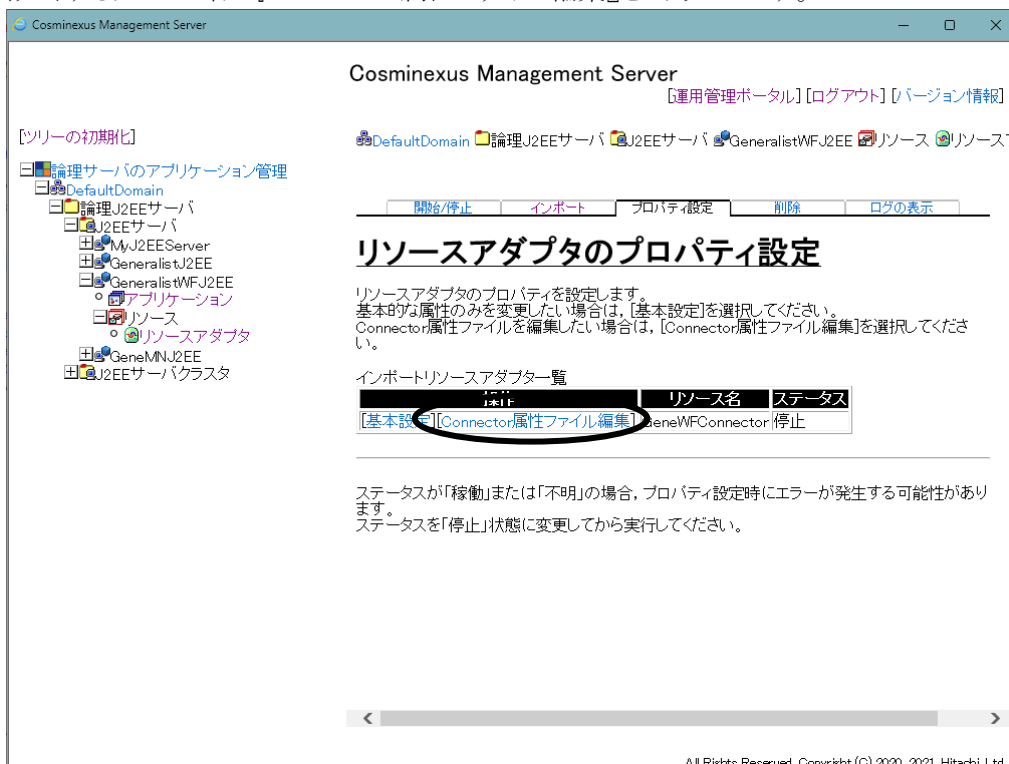 Cosminexus Management Server
Cosminexus Management Server
[運用管理ポータル] [ログアウト] [バージョン情報]
[ツリーの初期化]
DefaultDomain 論理J2EEサーバ J2EEサーバ GeneralistWFJ2EE リソース リソース
論理サーバのアプリケーション管理
DefaultDomain
論理J2EEサーバ
J2EEサーバ
MyJ2EEServer
GeneralistJ2EE
GeneralistWFJ2EE
アプリケーション
リソース
リソースアダプタ
GeneMNJ2EE
J2EEサーバクラスタ
開始/停止 インポート プロパティ設定 削除 ログの表示
リソースアダプタのプロパティ設定
リソースアダプタのプロパティを設定します。
基本的な属性のみを変更したい場合は, [基本設定]を選択してください。
Connector属性ファイルを編集したい場合は, [Connector属性ファイル編集]を選択してくださ
い。
インポートリソースアダプター覧
操作 リソース名 ステータス
[基本設定][Connector属性ファイル編集] GeneWFConnector 停止
ステータスが「稼働」または「不明」の場合, プロパティ設定時にエラーが発生する可能性があり
ます。
ステータスを「停止」状態に変更してから実行してください。
All Rights Reserved. Copyright (C) 2020, 2021, Hitachi, Ltd.